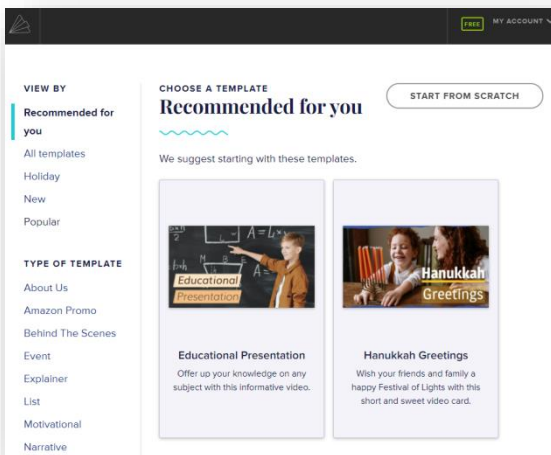 FREE
MY ACCOUNT
VIEW BY
Recommended for
you
All templates
Holiday
New
Popular
TYPE OF TEMPLATE
About Us
Amazon Promo
Behind The Scenes
Event
Explainer
List
Motivational
Narrative
CHOOSE A TEMPLATE
Recommended for you
START FROM SCRATCH
We suggest starting with these templates.
A=
M
B
E
A=
Educational
Presentation
Educational Presentation
Offer up your knowledge on any
subject with this informative video.
Hanukkah
Greetings
Hanukkah Greetings
Wish your friends and family a
happy Festival of Lights with this
short and sweet video card.